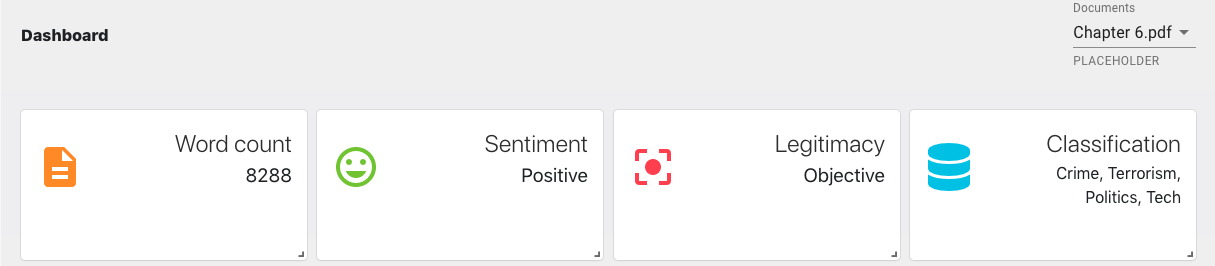 Documents
Dashboard
Chapter 6.pdf
PLACEHOLDER
Word count
8288
Sentiment
Positive
Legitimacy
Objective
Classification
Crime, Terrorism,
Politics, Tech